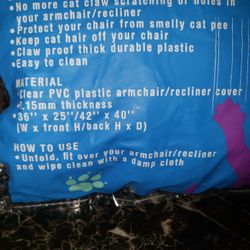 •No more cat claw scratching or holes in
your armchair/recliner
•Protect your chair from smelly cat pee
•Keep cat hair off your chair
•Claw proof thick durable plastic
•Easy to clean
MATERIAL
•Clear PVC plastic armchair/recliner cover
•.15mm thickness
•36" x 25"/42" x 40"
(W x front H/back H x D)
HOW TO USE
•Unfold, fit over your armchair/recliner
and wipe clean with a damp cloth